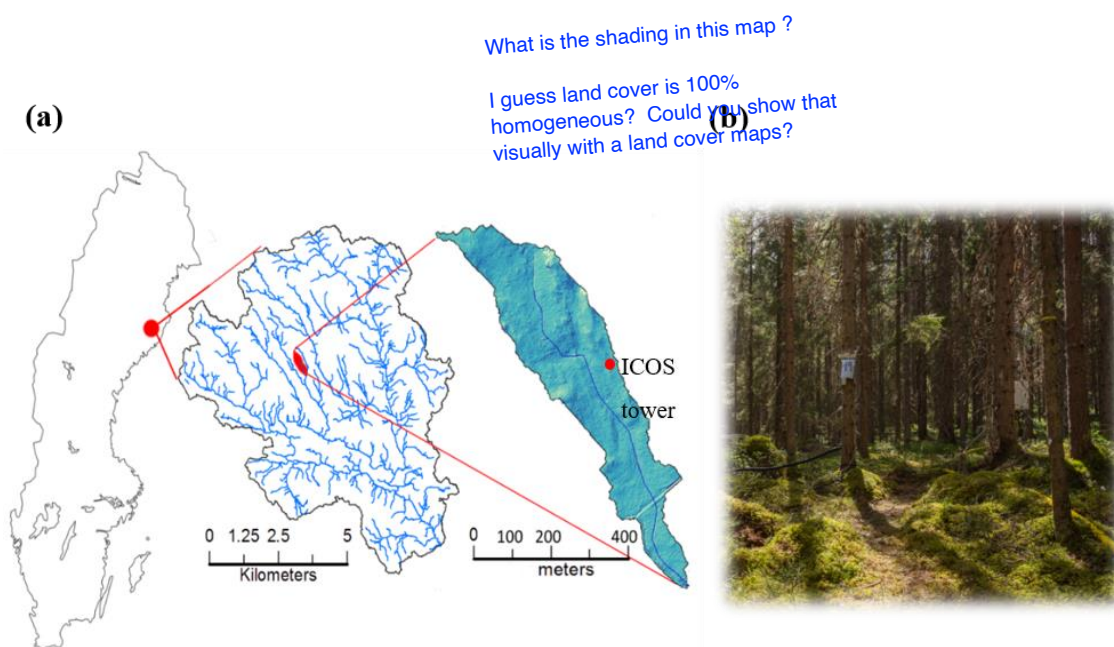 What is the shading in this map ?
I guess land cover is 100%
homogeneous? Could you show that
visually with a land cover maps?
(a)
(b)
ICOS
tower
0 1.25 2.5 5
Kilometers
0 100 200 400
meters